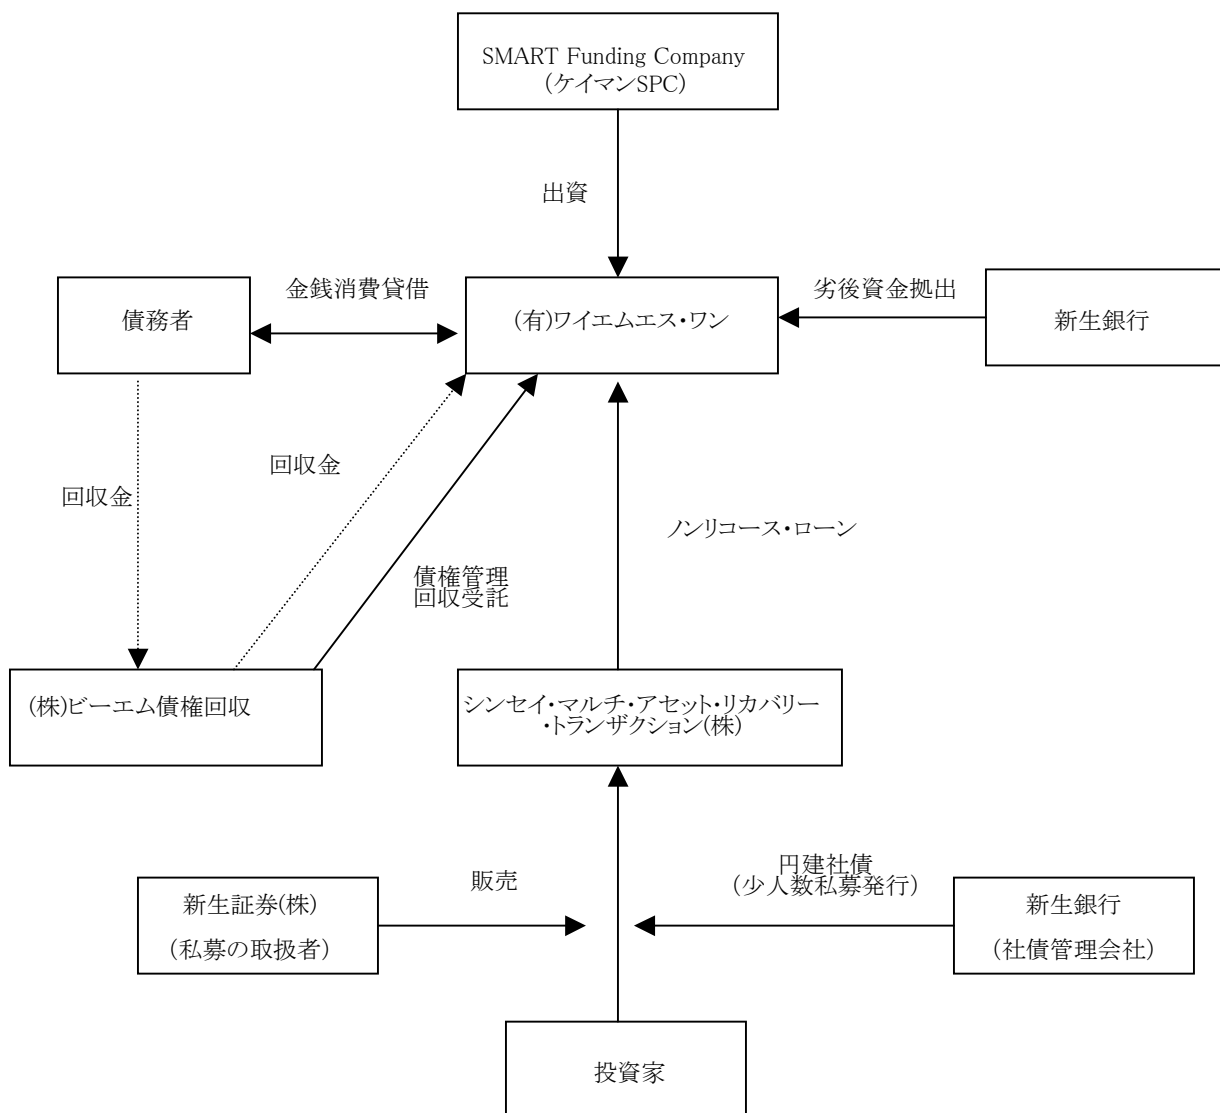 SMART Funding Company
(ケイマンSPC)
出資
金銭消費貸借
劣後資金拠出
債務者
(有)ワイエムエス・ワン
新生銀行
回収金
回収金
ノンリコース・ローン
債権管理
回収受託
(株)ビーエム債権回収
シンセイ・マルチ・アセット・リカバリー
・トランザクション(株)
販売
円建社債
(少人数私募発行)
新生証券(株)
(私募の取扱者)
新生銀行
(社債管理会社)
投資家